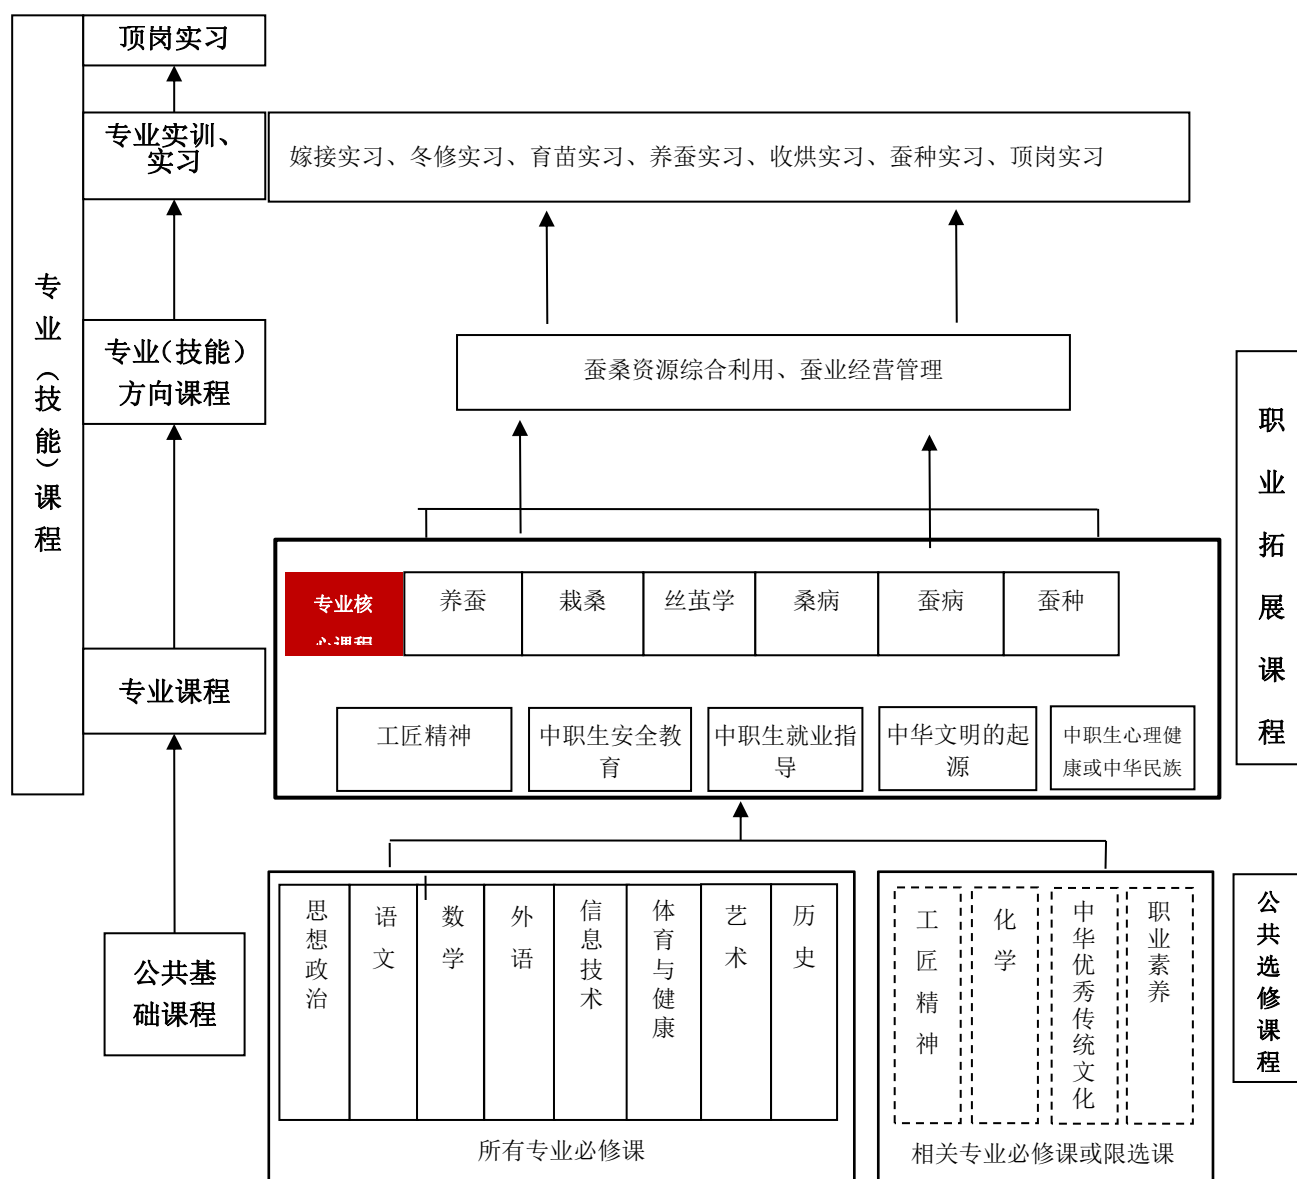 顶岗实习
专业实训、
实习
嫁接实习、冬修实习、育苗实习、养蚕实习、收烘实习、蚕种实习、顶岗实习
专业（技能）课程
专业（技能）
方向课程
蚕桑资源综合利用、蚕业经营管理
职业拓展课程
专业核
心课程
养蚕
栽桑
丝茧学
桑病
蚕病
蚕种
专业课程
工匠精神
中职生安全教
育
中职生就业指
导
中华文明的起
源
中职生心理健
康或中华民族
公共基
础课程
思想政治
语文
数学
外语
信息技术
体育与健康
艺术
历史
所有专业必修课
工匠精神
化学
中华优秀传统文化
职业素养
相关专业必修课或限选课
公共选修课程